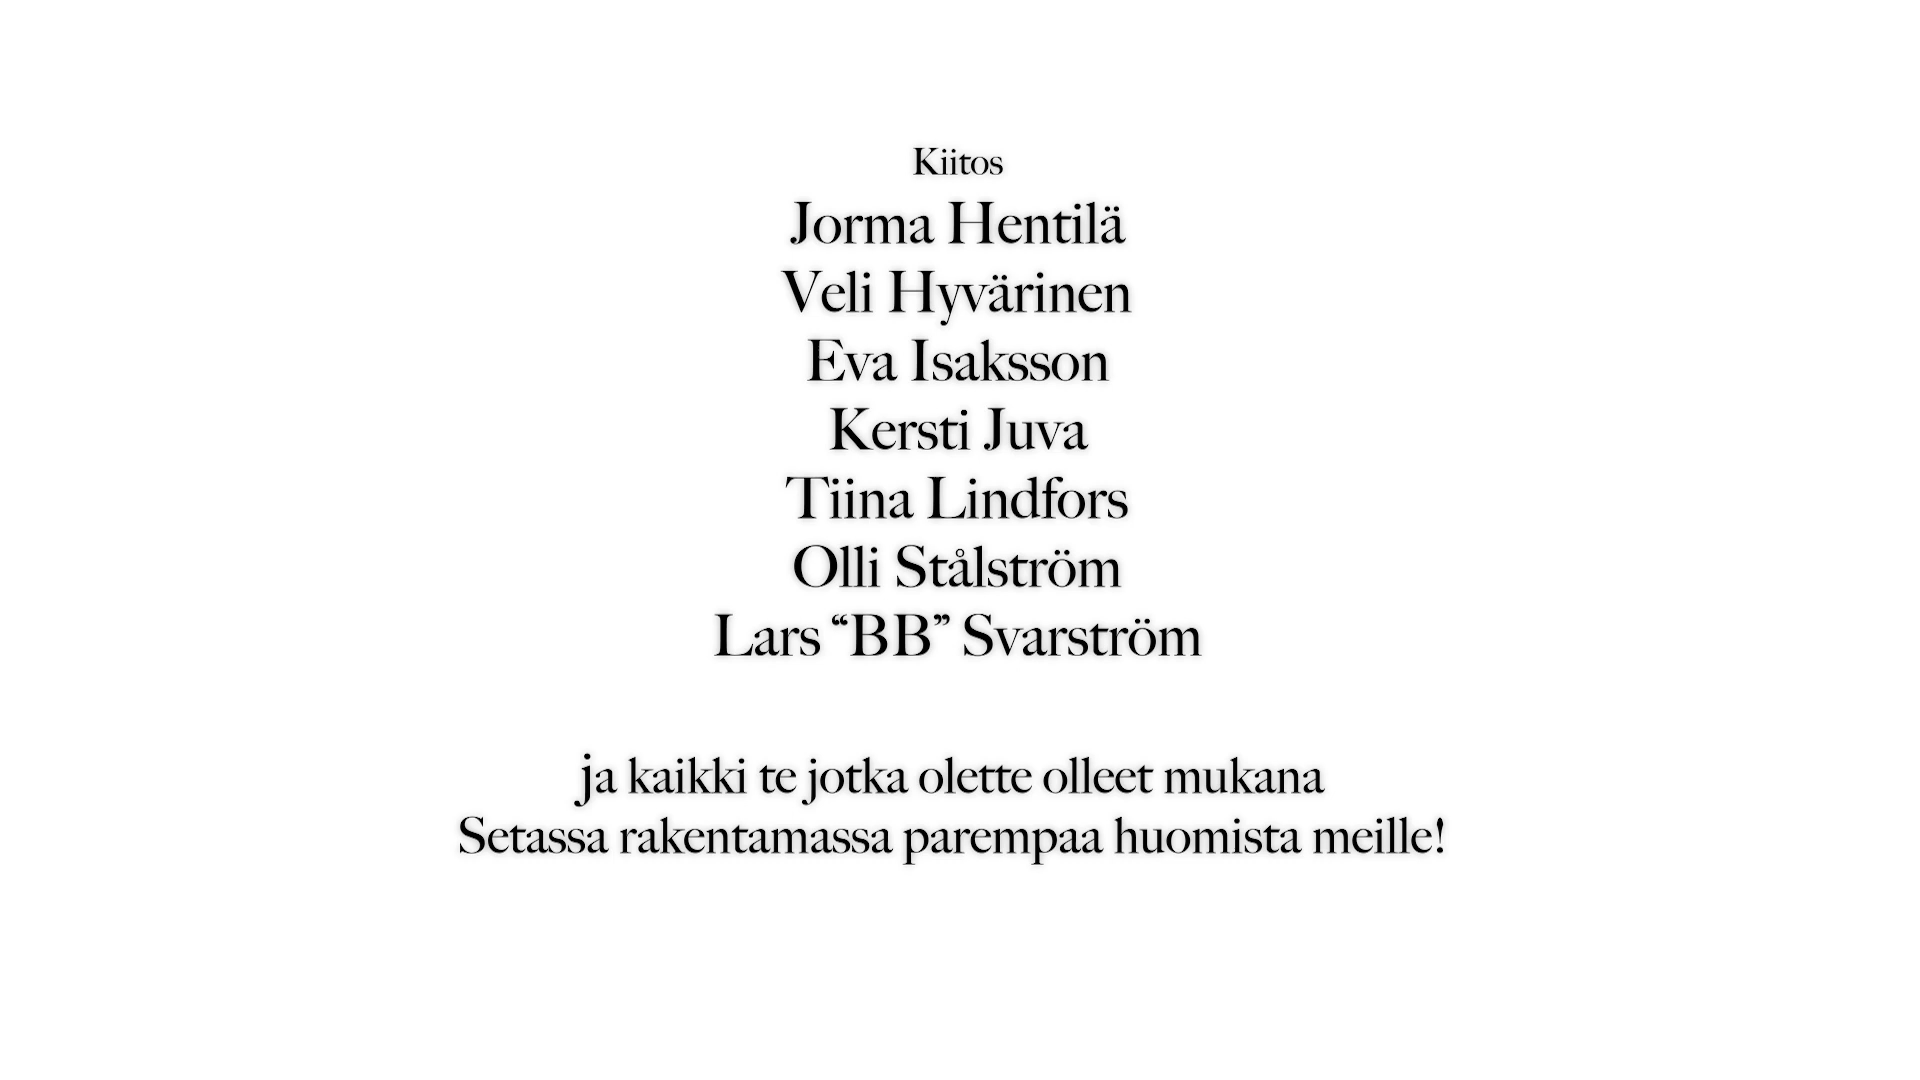 Kiitos
Jorma Hentilä
Veli Hyvärinen
Eva Isaksson
Kersti Juva
Tiina Lindfors
Olli Stålström
Lars “BB” Svarström
ja kaikki te jotka olette olleet mukana
Setassa rakentamassa parempaa huomista meille!